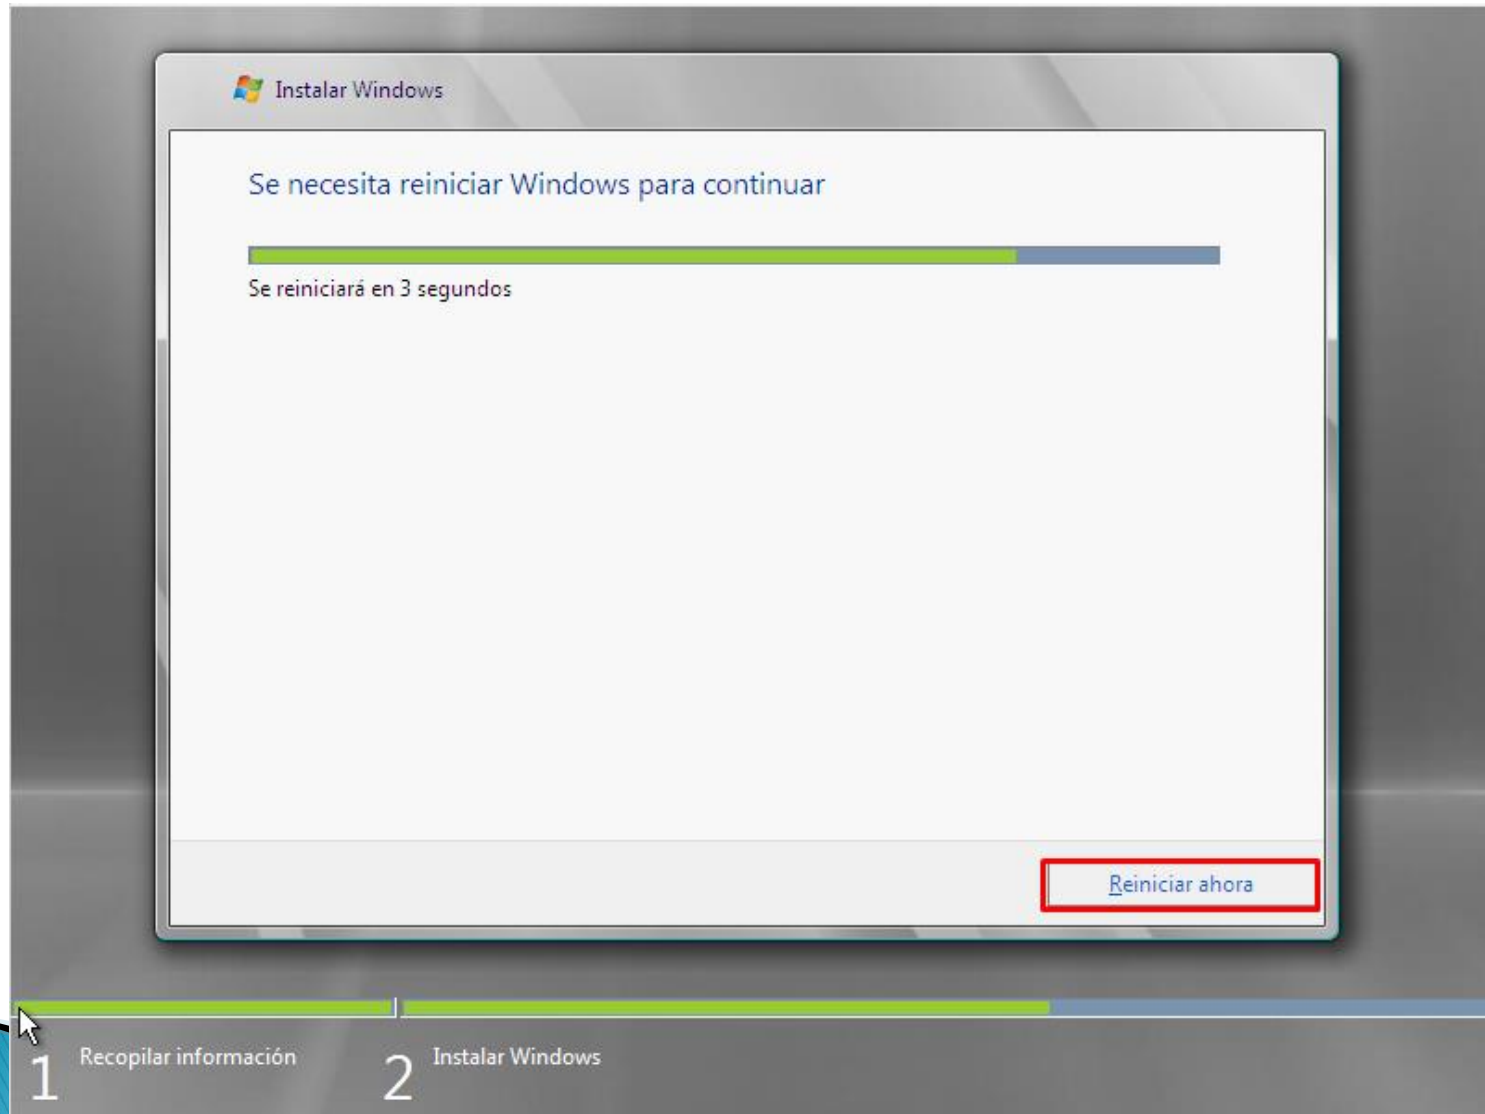 Instalar Windows
Se necesita reiniciar Windows para continuar
Se reiniciará en 3 segundos
Reiniciar ahora
1 Recopilar información 2 Instalar Windows